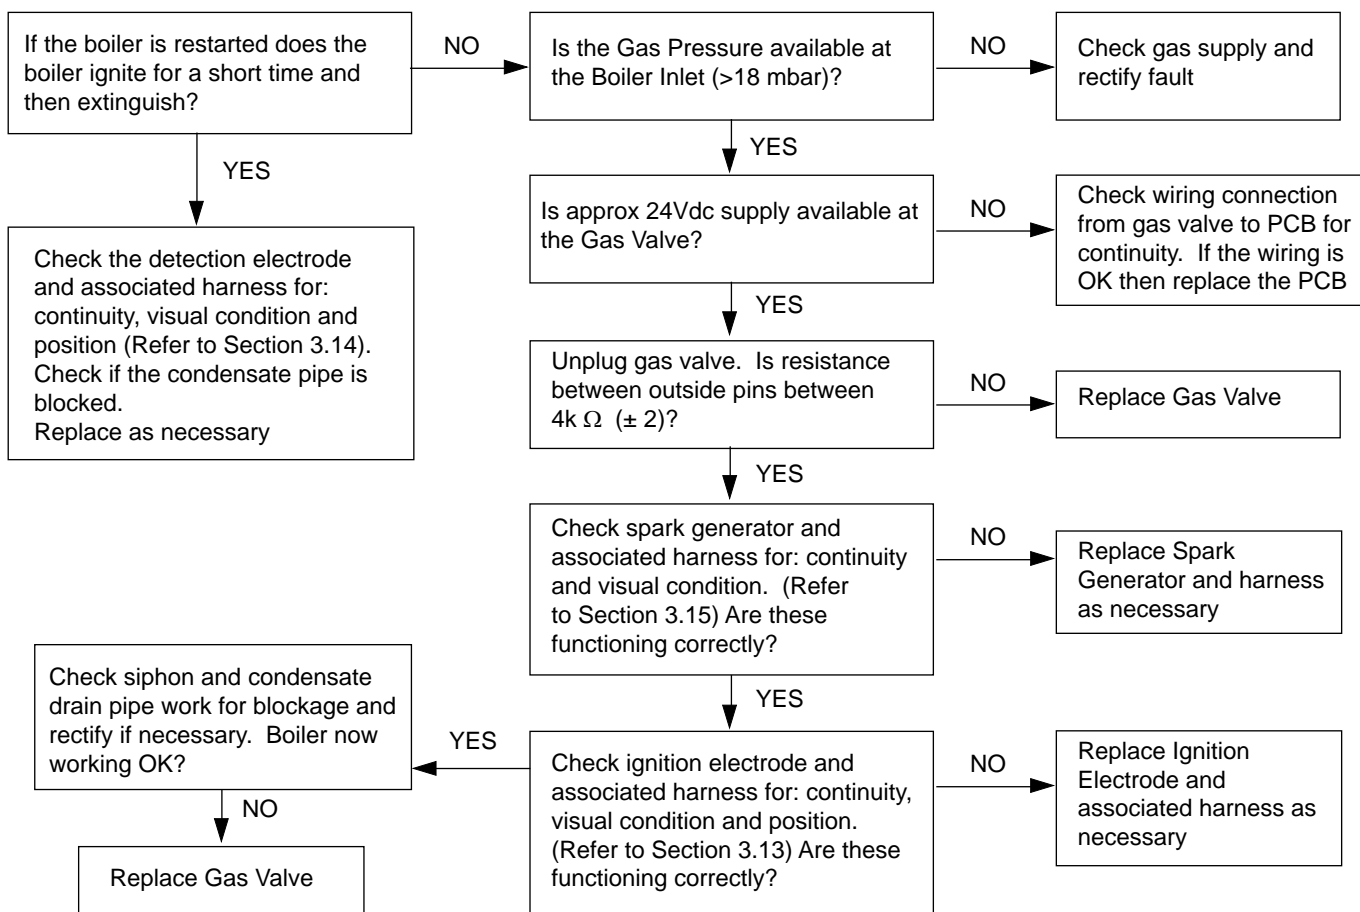 If the boiler is restarted does the
boiler ignite for a short time and
then extinguish?
NO
Is the Gas Pressure available at
the Boiler Inlet (>18 mbar)?
NO
Check gas supply and
rectify fault
YES
YES
Check the detection electrode
and associated harness for:
continuity, visual condition and
position (Refer to Section 3.14).
Check if the condensate pipe is
blocked.
Replace as necessary
Is approx 24Vdc supply available at
the Gas Valve?
NO
Check wiring connection
from gas valve to PCB for
continuity.  If the wiring is
OK then replace the PCB
YES
Unplug gas valve.  Is resistance
between outside pins between
4k Ω  (± 2)?
NO
Replace Gas Valve
YES
Check spark generator and
associated harness for: continuity
and visual condition.  (Refer
to Section 3.15) Are these
functioning correctly?
NO
Replace Spark
Generator and harness
as necessary
YES
Check ignition electrode and
associated harness for: continuity,
visual condition and position.
(Refer to Section 3.13) Are these
functioning correctly?
NO
Replace Ignition
Electrode and
associated harness as
necessary
YES
Check siphon and condensate
drain pipe work for blockage and
rectify if necessary.  Boiler now
working OK?
NO
Replace Gas Valve